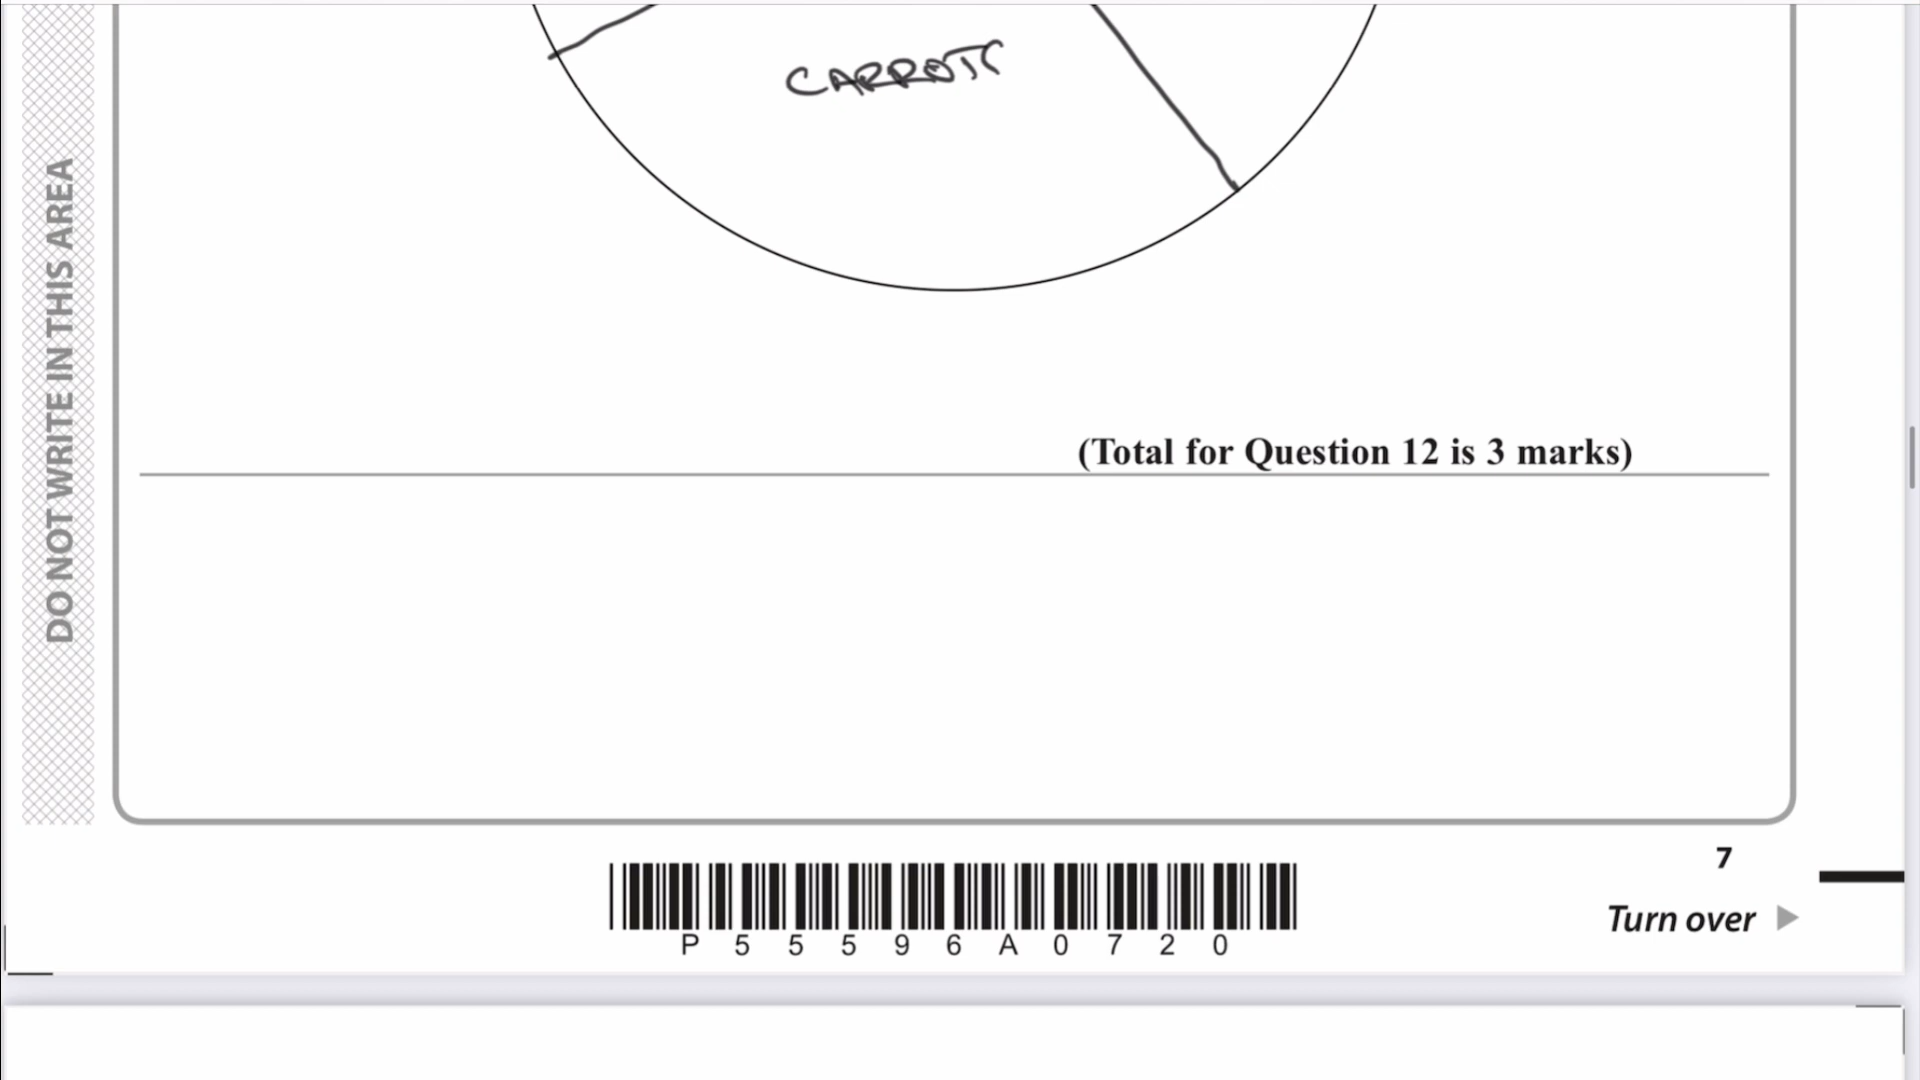 CARROTS
(Total for Question 12 is 3 marks)
DO NOT WRITE IN THIS AREA
7
P 5 5 5 9 6 A 0 7 2 0
Turn over